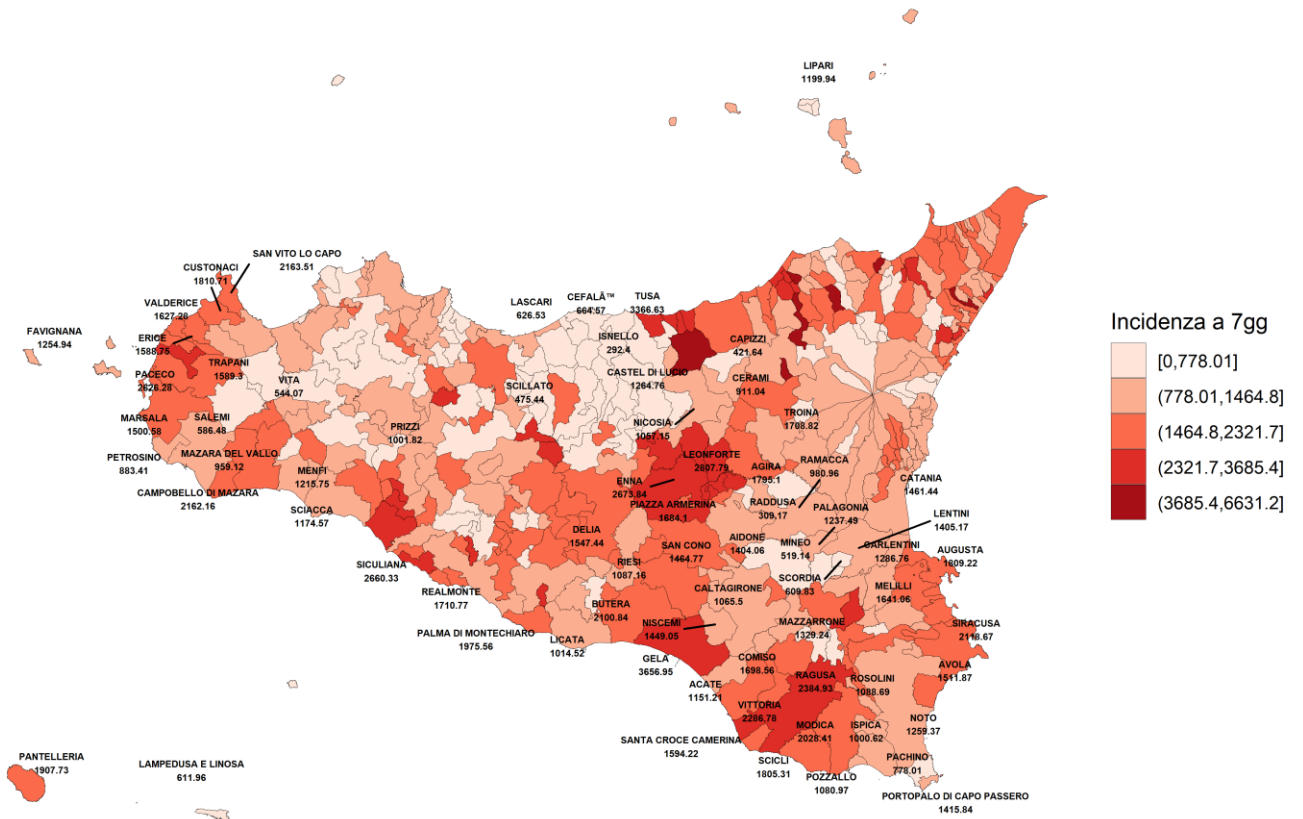 LIPARI
1199.94
SAN VITO LO CAPO
2163.51
CUSTONACI
1810.71
VALDERICE
1627.28
FAVIGNANA
1254.94
ERICE
1588.75
TRAPANI
1589.3
PACECO
2626.28
VITA
544.07
MARSALA
1500.58
SALEMI
586.48
PETROSINO
883.41
MAZARA DEL VALLO
959.12
CAMPOBELLO DI MAZARA
2162.16
MENFI
1215.75
SCIACCA
1174.57
PRIZZI
1001.82
LASCARI
626.53
CEFALÃ™
664.57
TUSA
3366.63
ISNELLO
292.4
CAPIZZI
421.64
CASTEL DI LUCIO
1264.76
CERAMI
911.04
SCILLATO
475.44
NICOSIA
1057.15
TROINA
1708.82
LEONFORTE
2807.79
AGIRA
1795.1
RAMACCA
980.96
ENNA
2673.84
CATANIA
1461.44
RADDUSA
309.17
PIAZZA ARMERINA
1684.1
PALAGONIA
1237.49
LENTINI
1405.17
DELIA
1547.44
AIDONE
1404.06
MINEO
519.14
SAN CONO
1464.77
CARLENTINI
1286.76
AUGUSTA
1809.22
SICULIANA
2660.33
RIESI
1087.16
SCORDIA
609.83
CALTAGIRONE
1065.5
MELILLI
1641.06
REALMONTE
1710.77
BUTERA
2100.84
NISCEMI
1449.05
MAZZARRONE
1329.24
SIRACUSA
2118.67
PALMA DI MONTECHIARO
1975.56
LICATA
1014.52
GELA
3656.95
COMISO
1698.56
AVOLA
1511.87
RAGUSA
2384.93
ROSOLINI
1088.69
ACATE
1151.21
VITTORIA
2286.78
NOTO
1259.37
MODICA
2028.41
ISPICA
1000.62
SANTA CROCE CAMERINA
1594.22
SCICLI
1805.31
PACHINO
778.01
POZZALLO
1080.97
PORTOPALO DI CAPO PASSERO
1415.84
PANTELLERIA
1907.73
LAMPEDUSA E LINOSA
611.96
Incidenza a 7gg
[0,778.01]
(778.01,1464.8]
(1464.8,2321.7]
(2321.7,3685.4]
(3685.4,6631.2]